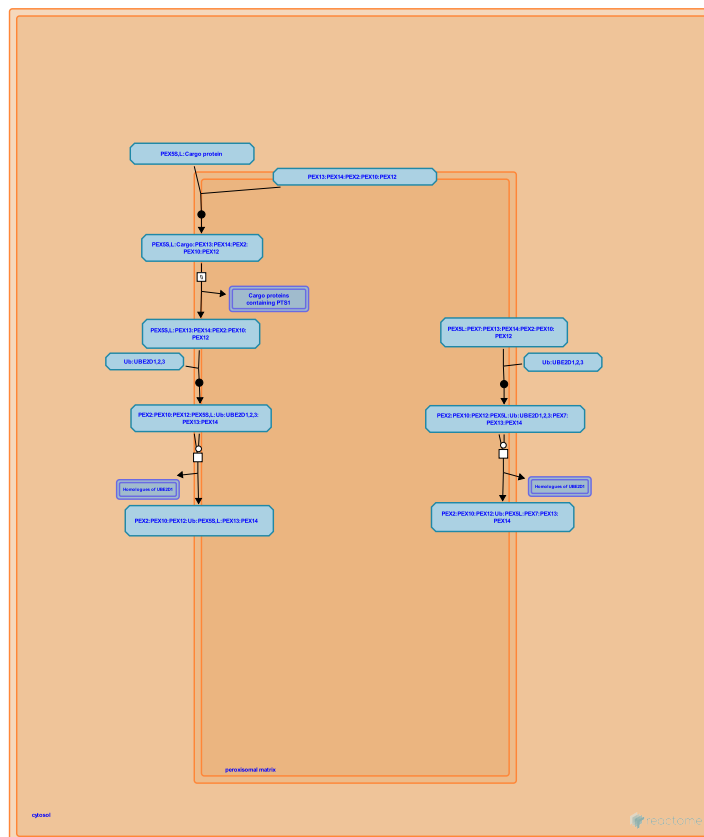 PEX5S,L:Cargo protein
PEX13:PEX14:PEX2:PEX10:PEX12
PEX5S,L:Cargo:PEX13:PEX14:PEX2:
PEX10:PEX12
Cargo proteins
containing PTS1
PEX5S,L:PEX13:PEX14:PEX2:PEX10:
PEX12
PEX5L:PEX7:PEX13:PEX14:PEX2:PEX10:
PEX12
Ub:UBE2D1,2,3
Ub:UBE2D1,2,3
PEX2:PEX10:PEX12:PEX5S,L:Ub:UBE2D1,2,3:
PEX13:PEX14
PEX2:PEX10:PEX12:PEX5L:Ub:UBE2D1,2,3:PEX7:
PEX13:PEX14
Homologues of UBE2D1
Homologues of UBE2D1
PEX2:PEX10:PEX12:Ub:PEX5S,L:PEX13:PEX14
PEX2:PEX10:PEX12:Ub:PEX5L:PEX7:PEX13:
PEX14
peroxisomal matrix
cytosol
reactome